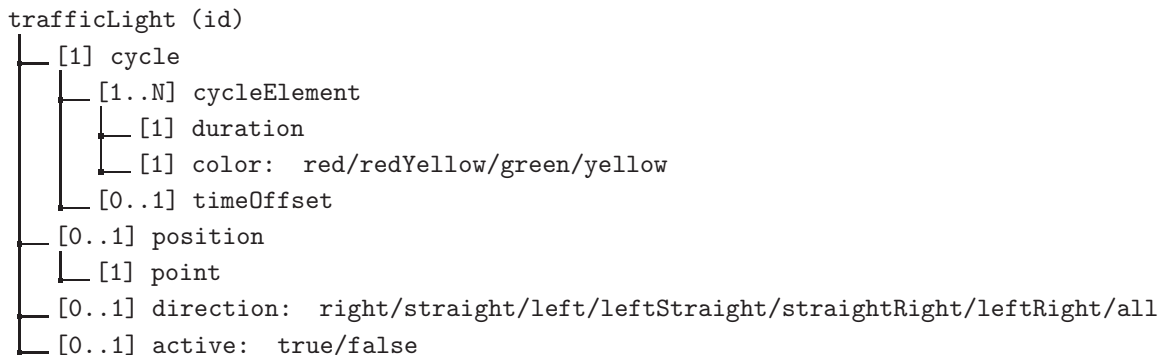 trafficLight (id)
[1] cycle
[1..N] cycleElement
[1] duration
[1] color: red/redYellow/green/yellow
[0..1] timeOffset
[0..1] position
[1] point
[0..1] direction: right/straight/left/leftStraight/straightRight/leftRight/all
[0..1] active: true/false